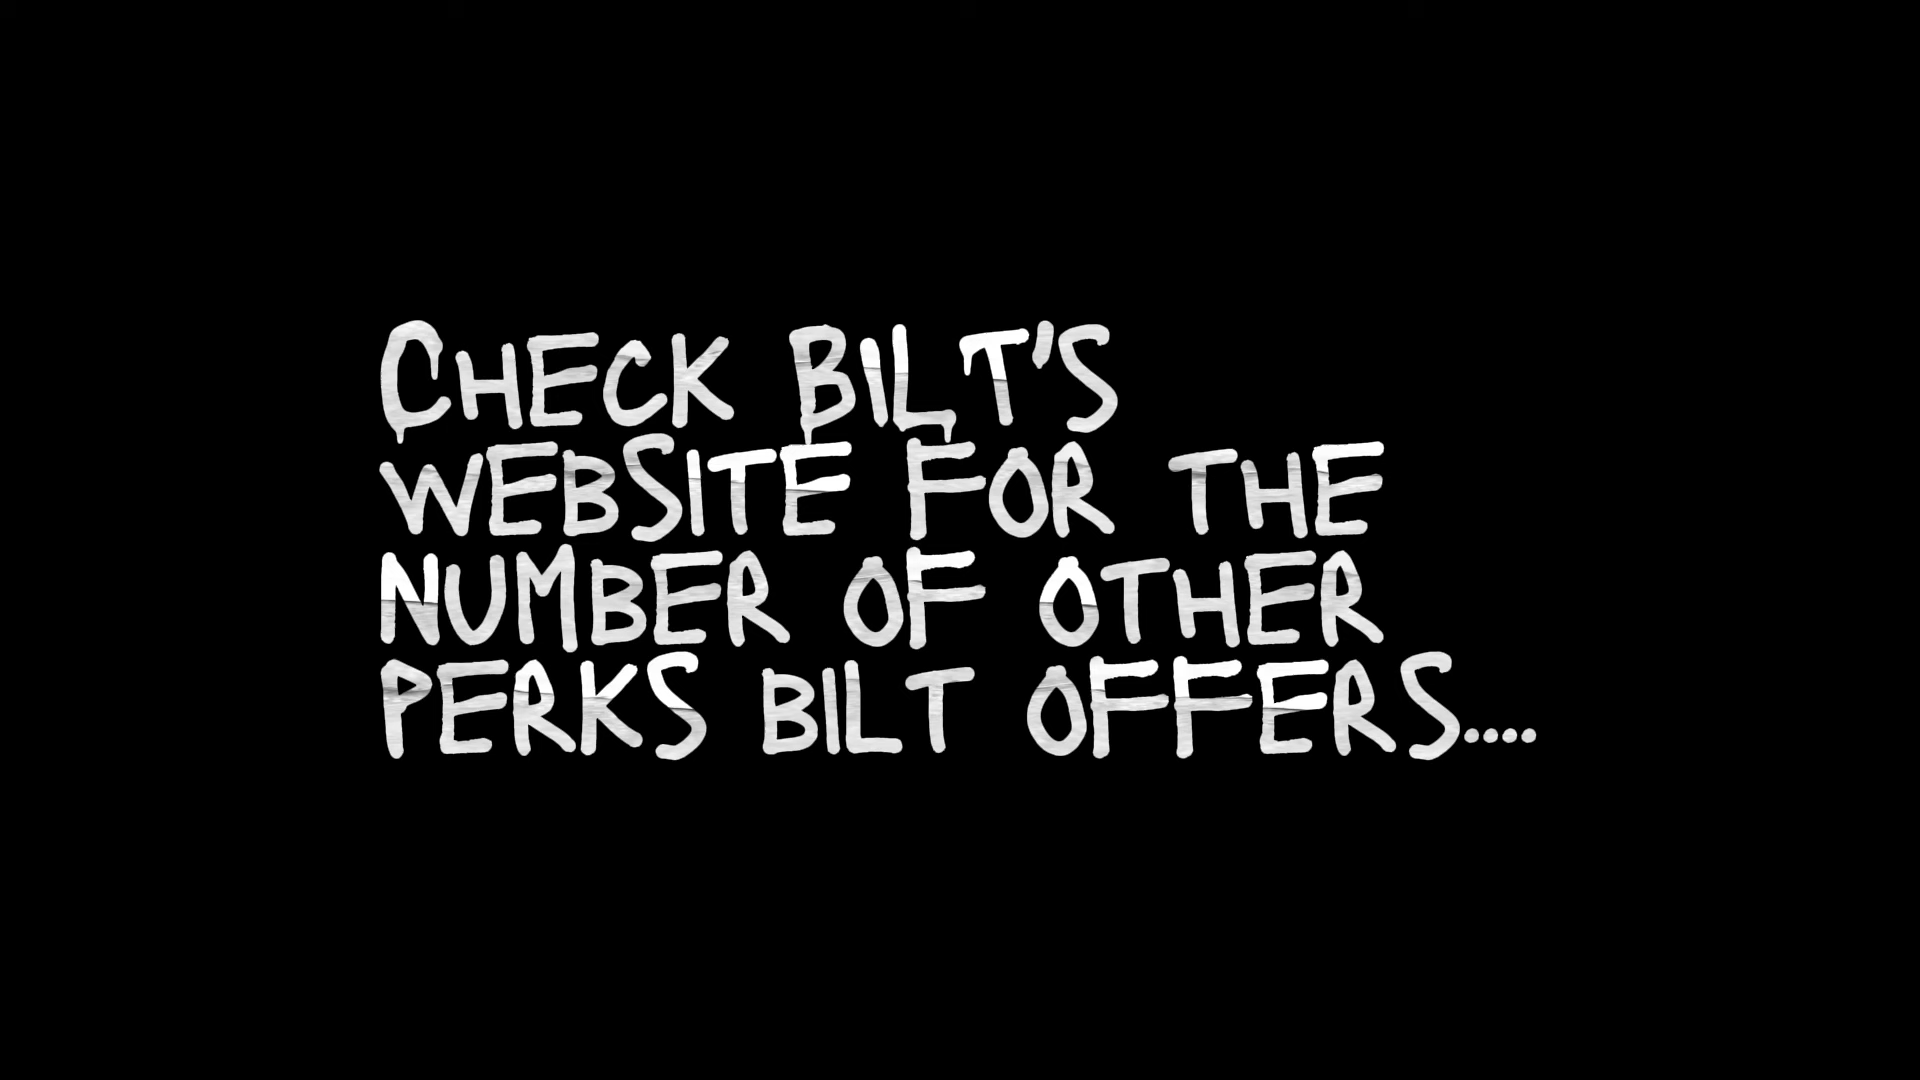 Check Bilt's
website for the
number of other
perks Bilt offers....